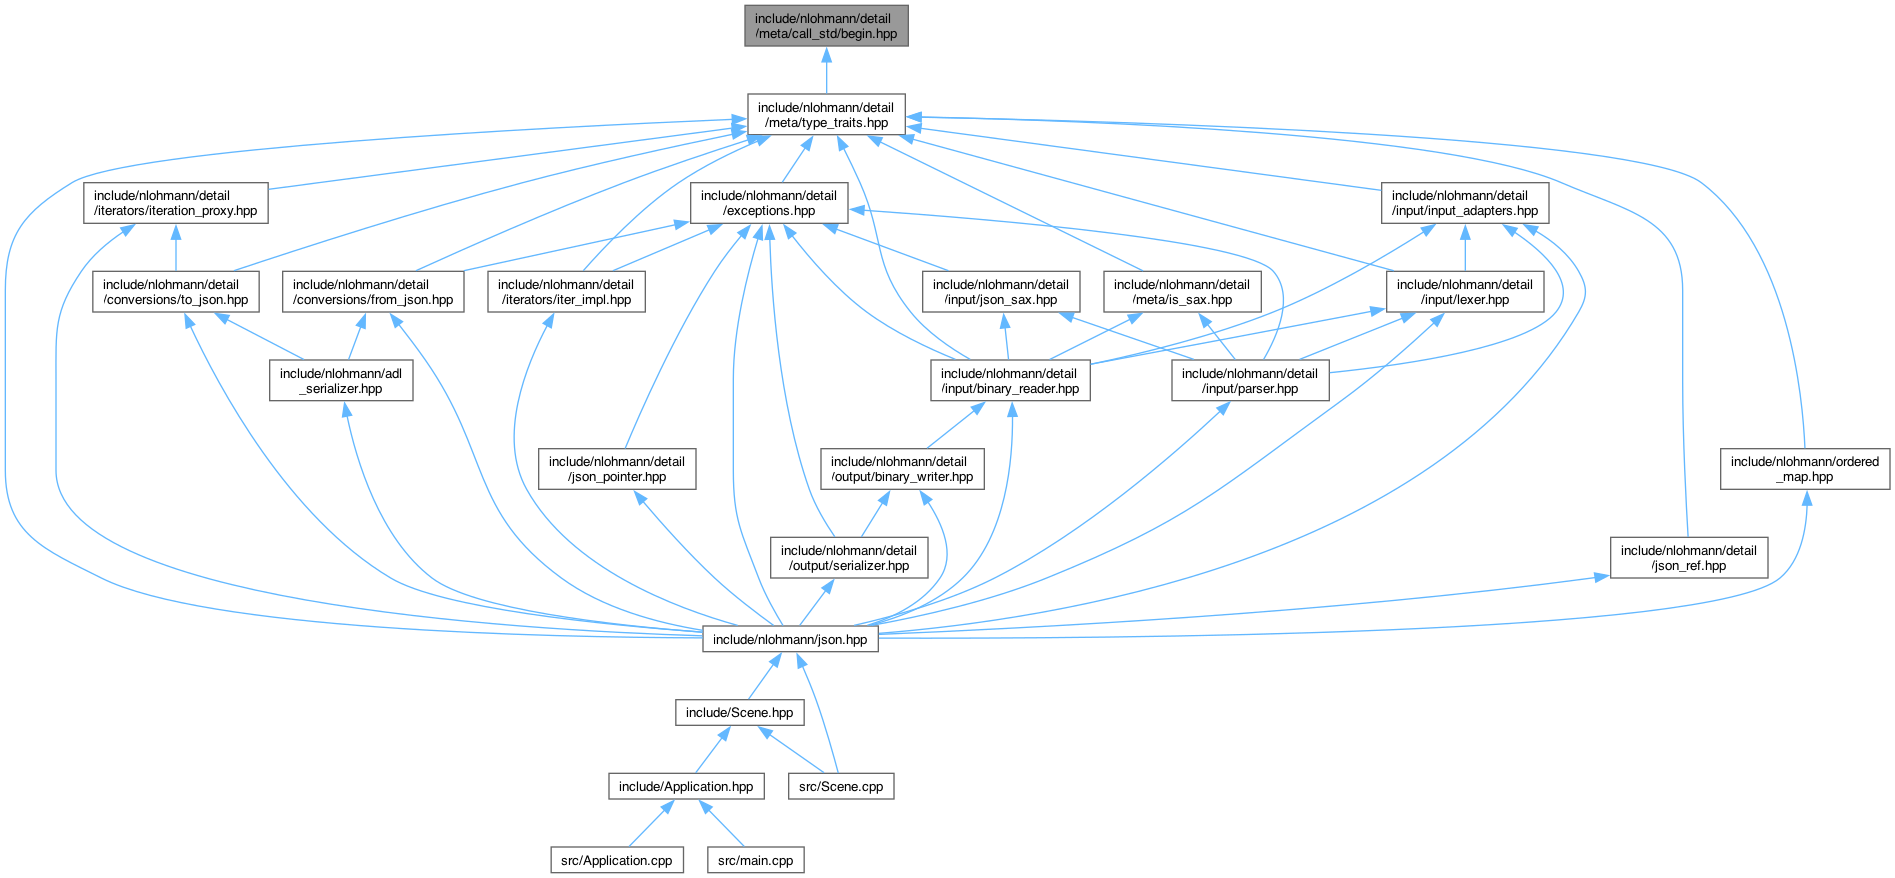 include/nlohmann/detail
/meta/call_std/begin.hpp
include/nlohmann/detail
/meta/type_traits.hpp
include/nlohmann/detail
/iterators/iteration_proxy.hpp
include/nlohmann/detail
/exceptions.hpp
include/nlohmann/detail
/input/input_adapters.hpp
include/nlohmann/detail
/conversions/to_json.hpp
include/nlohmann/detail
/conversions/from_json.hpp
include/nlohmann/detail
/iterators/iter_impl.hpp
include/nlohmann/detail
/input/json_sax.hpp
include/nlohmann/detail
/meta/is_sax.hpp
include/nlohmann/detail
/input/lexer.hpp
include/nlohmann/adl
_serializer.hpp
include/nlohmann/detail
/input/binary_reader.hpp
include/nlohmann/detail
/input/parser.hpp
include/nlohmann/detail
/json_pointer.hpp
include/nlohmann/detail
/output/binary_writer.hpp
include/nlohmann/ordered
_map.hpp
include/nlohmann/detail
/output/serializer.hpp
include/nlohmann/detail
/json_ref.hpp
include/nlohmann/json.hpp
include/Scene.hpp
include/Application.hpp
src/Scene.cpp
src/Application.cpp
src/main.cpp